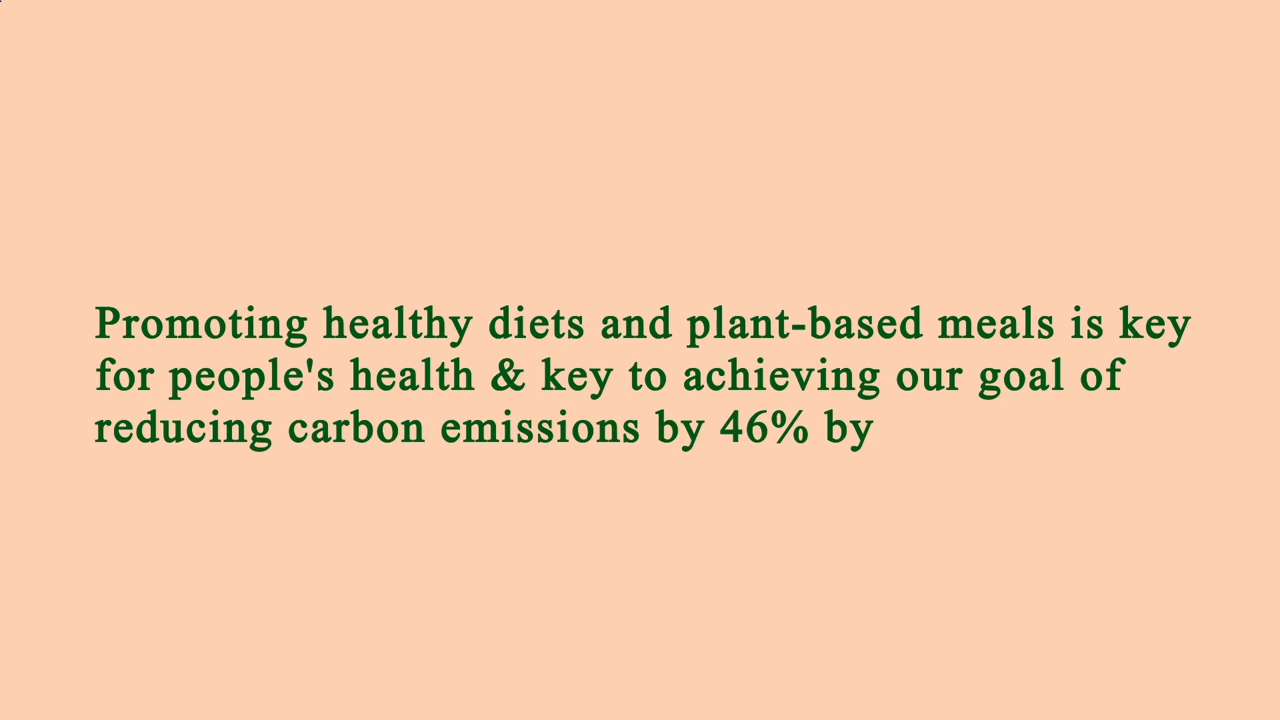 Promoting healthy diets and plant-based meals is key
for people's health & key to achieving our goal of
reducing carbon emissions by 46% by